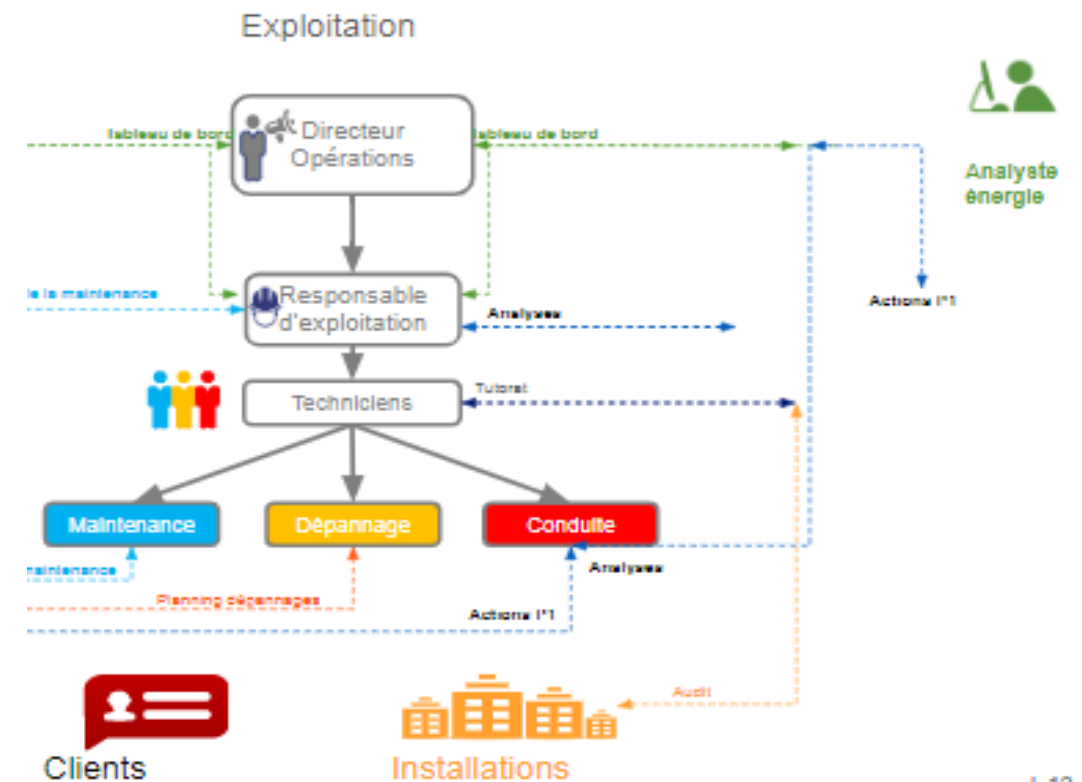 Exploitation
Tableau de bord
Directeur
Opérations
Tableau de bord
Analyste
énergie
de la maintenance
Responsable
d'exploitation
Analyses
Actions I°1
Techniciens
Tutorat
Maintenance
Dépannage
Conduite
maintenance
Analyses
Planning dépannages
Actions I°1
Audit
Clients
Installations